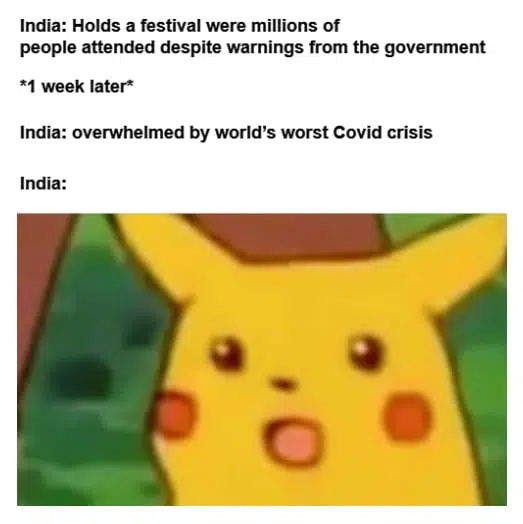 India: Holds a festival were millions of
people attended despite warnings from the government
*1 week later*
India: overwhelmed by world’s worst Covid crisis
India: